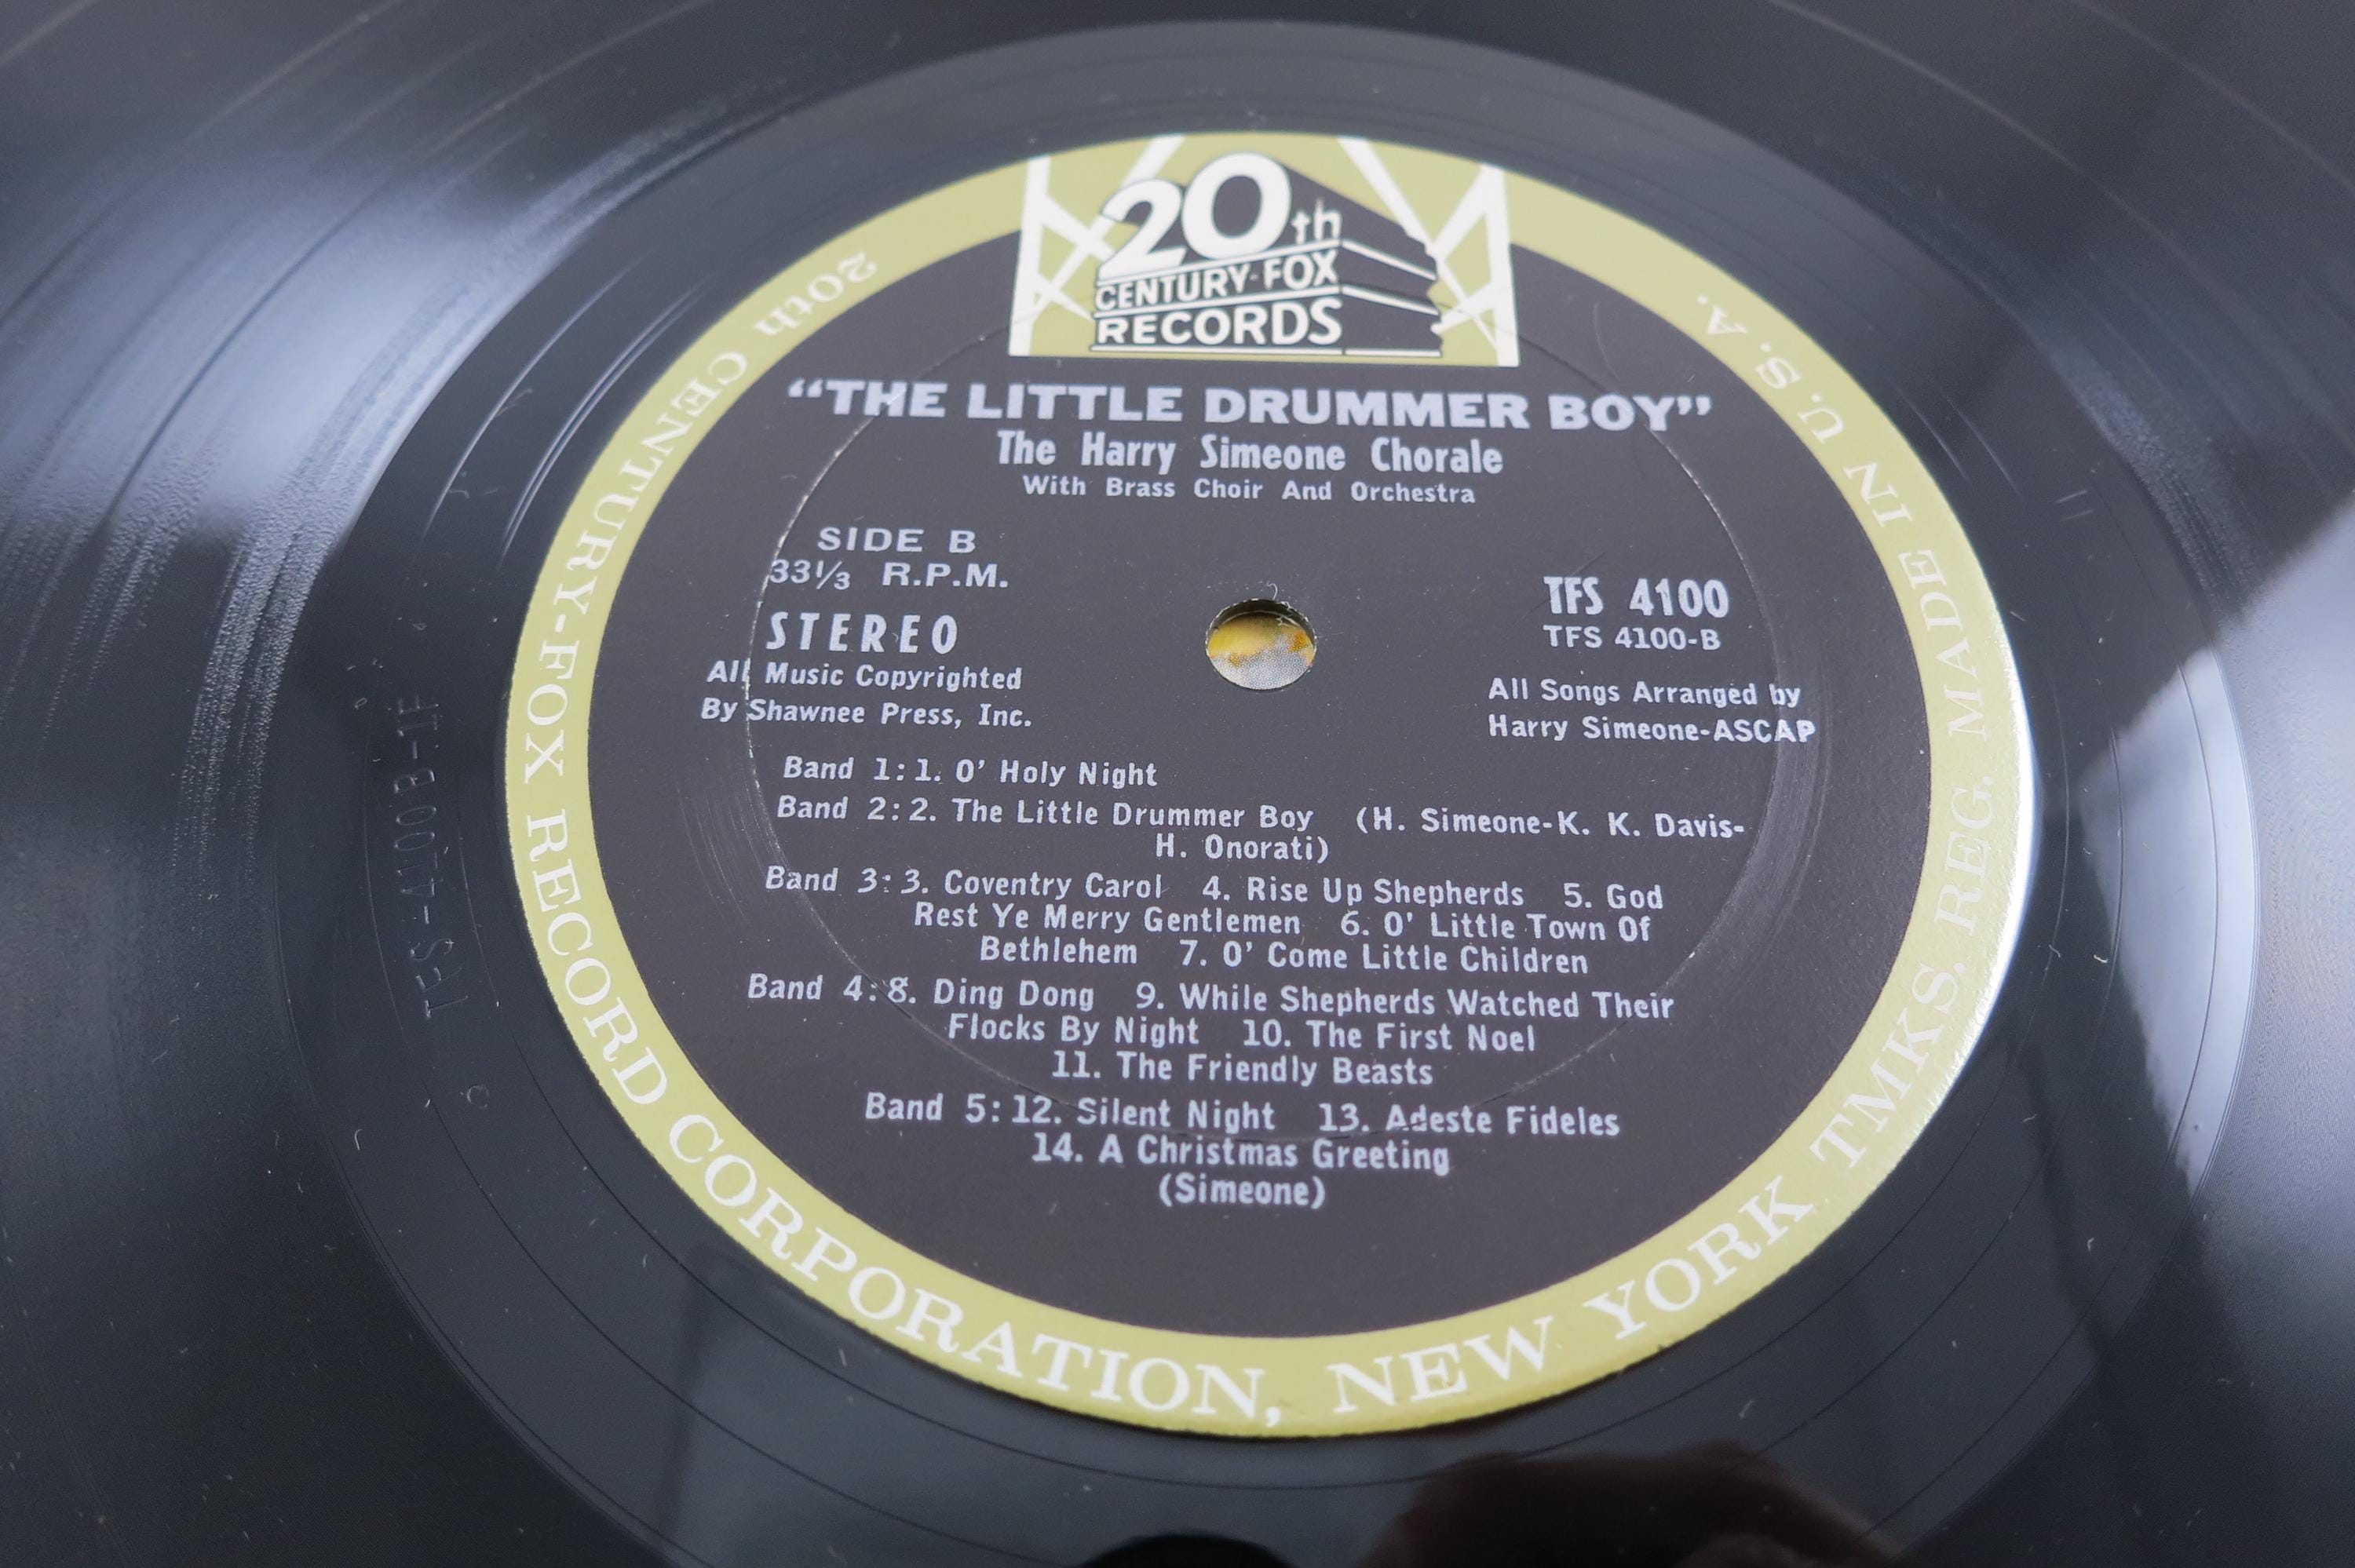 20th
CENTURY-FOX
RECORDS
“THE LITTLE DRUMMER BOY”
The Harry Simeone Chorale
With Brass Choir And Orchestra
SIDE B
33⅓ R.P.M.
STEREO
All Music Copyrighted
By Shawnee Press, Inc.
TFS 4100
TFS 4100-B
All Songs Arranged by
Harry Simeone-ASCAP
Band 1: 1. O' Holy Night
Band 2: 2. The Little Drummer Boy (H. Simeone-K. K. Davis-
H. Onorati)
Band 3: 3. Coventry Carol 4. Rise Up Shepherds 5. God
Rest Ye Merry Gentlemen 6. O' Little Town Of
Bethlehem 7. O' Come Little Children
Band 4: 8. Ding Dong 9. While Shepherds Watched Their
Flocks By Night 10. The First Noel
11. The Friendly Beasts
Band 5: 12. Silent Night 13. Adeste Fideles
14. A Christmas Greeting
(Simeone)
20th CENTURY-FOX RECORD CORPORATION, NEW YORK TMKS. REG. MADE IN U. S. A.
TFS-4100B-1F